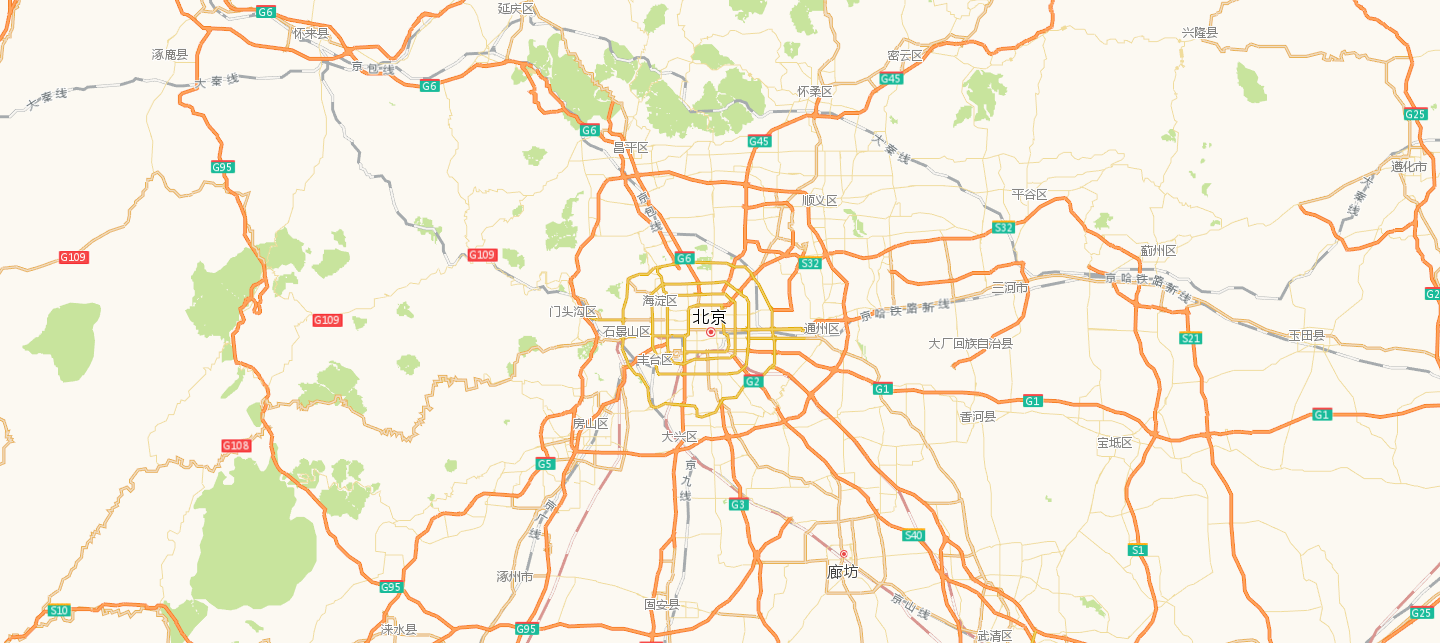 延庆区
G6
怀来县
兴隆县
涿鹿县
密云区
京包线
大秦线
G45
G6
怀柔区
大秦线
G25
G6
G45
昌平区
大秦线
G95
遵化市
大秦线
平谷区
京包线
顺义区
S32
蓟州区
G109
G109
G6
S32
京哈铁路新线
三河市
海淀区
G2
京哈铁路新线
门头沟区
北京
G109
石景山区
通州区
玉田县
S21
大厂回族自治县
丰台区
G2
G1
G1
G1
香河县
房山区
大兴区
宝坻区
G108
G5
京九线
G3
京广线
S40
S1
廊坊
涿州市
G95
京山线
固安县
S10
G25
涞水县
G95
武清区